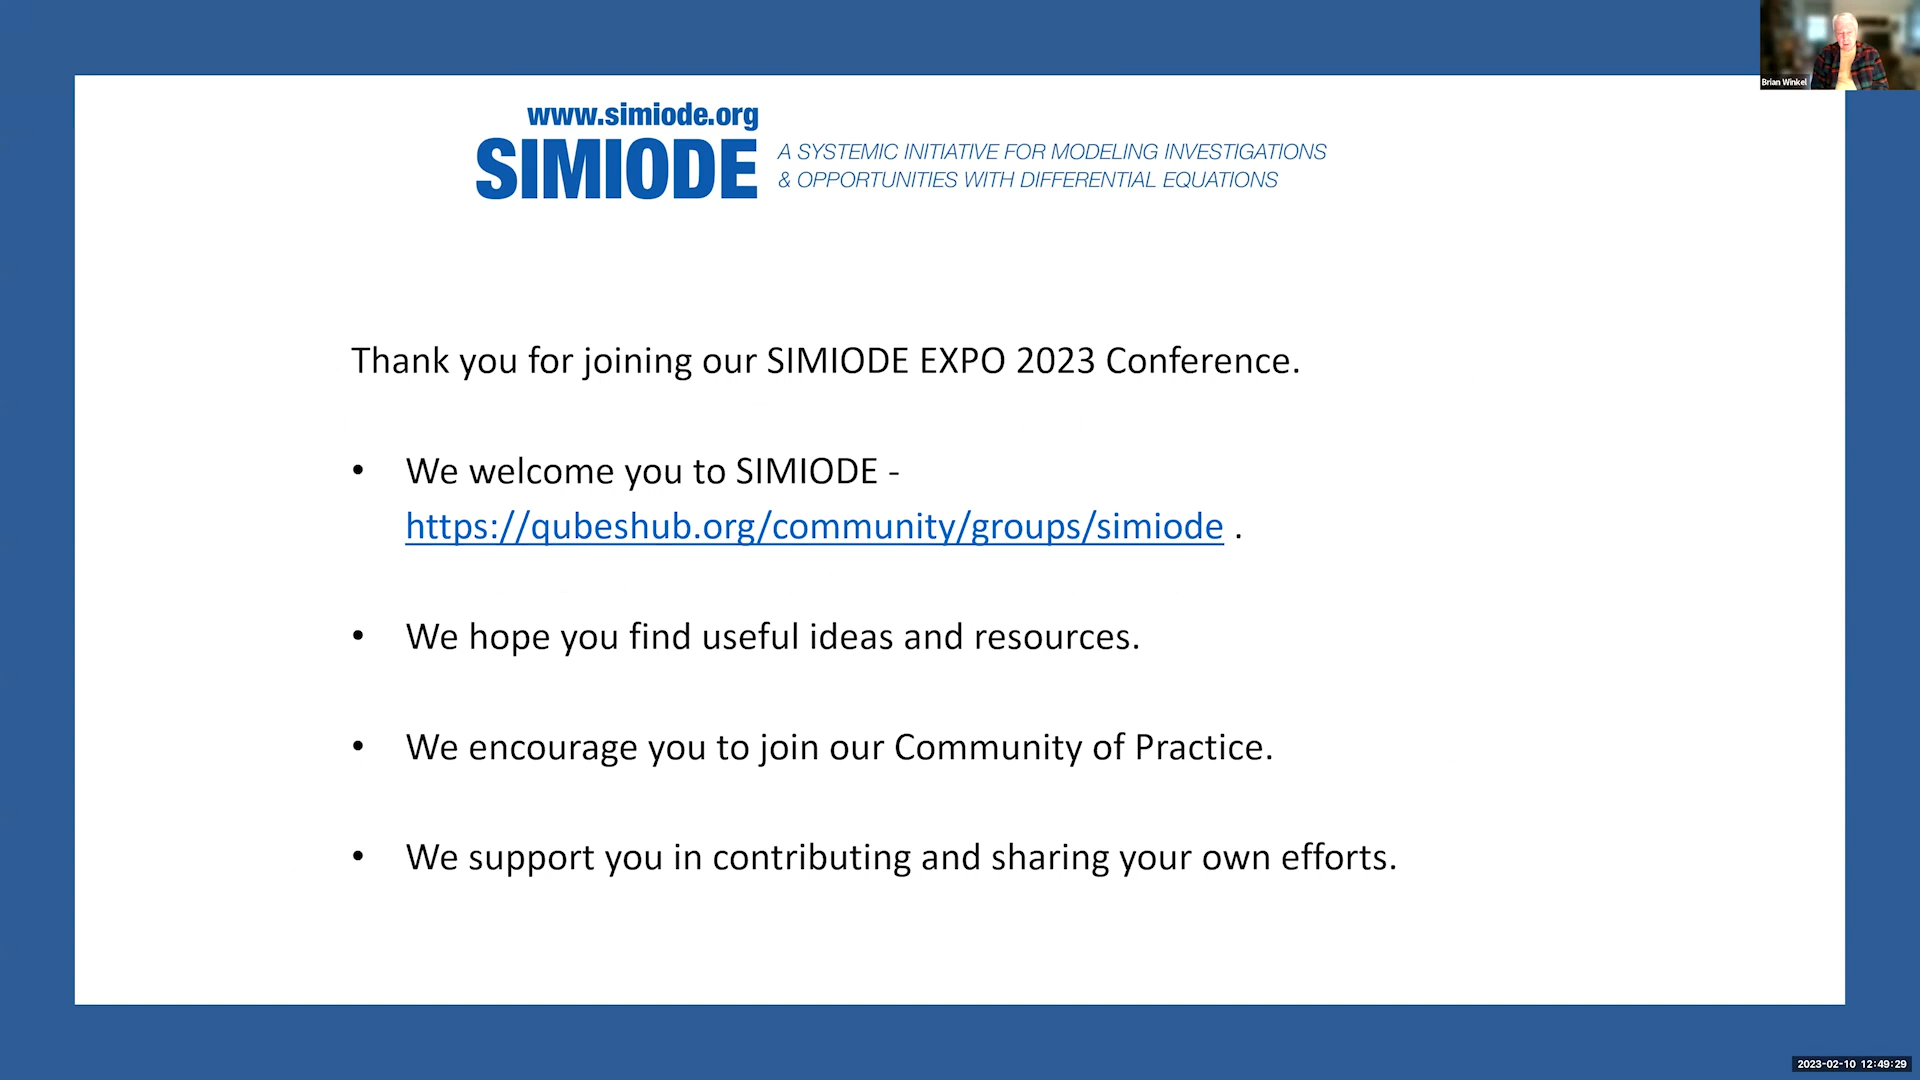 Brian Winkel
www.simiode.org
SIMIODE
A SYSTEMIC INITIATIVE FOR MODELING INVESTIGATIONS
& OPPORTUNITIES WITH DIFFERENTIAL EQUATIONS
Thank you for joining our SIMIODE EXPO 2023 Conference.
• We welcome you to SIMIODE -
https://qubeshub.org/community/groups/simiode .
• We hope you find useful ideas and resources.
• We encourage you to join our Community of Practice.
• We support you in contributing and sharing your own efforts.
2023-02-10 12:49:29